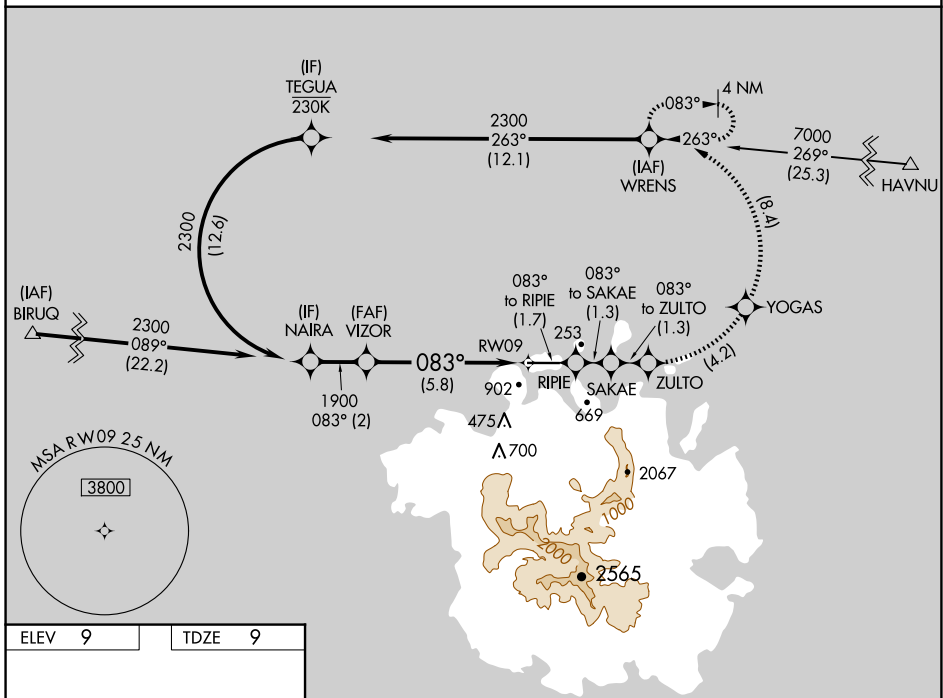 (IF)
TEGUA
230K
2300
263°
(12.1)
083°
4 NM
263°
(IAF)
WRENS
7000
269°
(25.3)
HAVNU
2300
(12.6)
(8.4)
(IAF)
BIRUQ
2300
089°
(22.2)
(IF)
NAIRA
(FAF)
VIZOR
1900
083° (2)
083°
(5.8)
RW09
083°
to RIPIE
(1.7)
083°
to SAKAE
(1.3)
083°
to ZULTO
(1.3)
253
YOGAS
(4.2)
RIPIE
SAKAE
ZULTO
902
669
475
700
2067
1000
2000
2565
MSA RW09 25 NM
3800
ELEV 9
TDZE 9